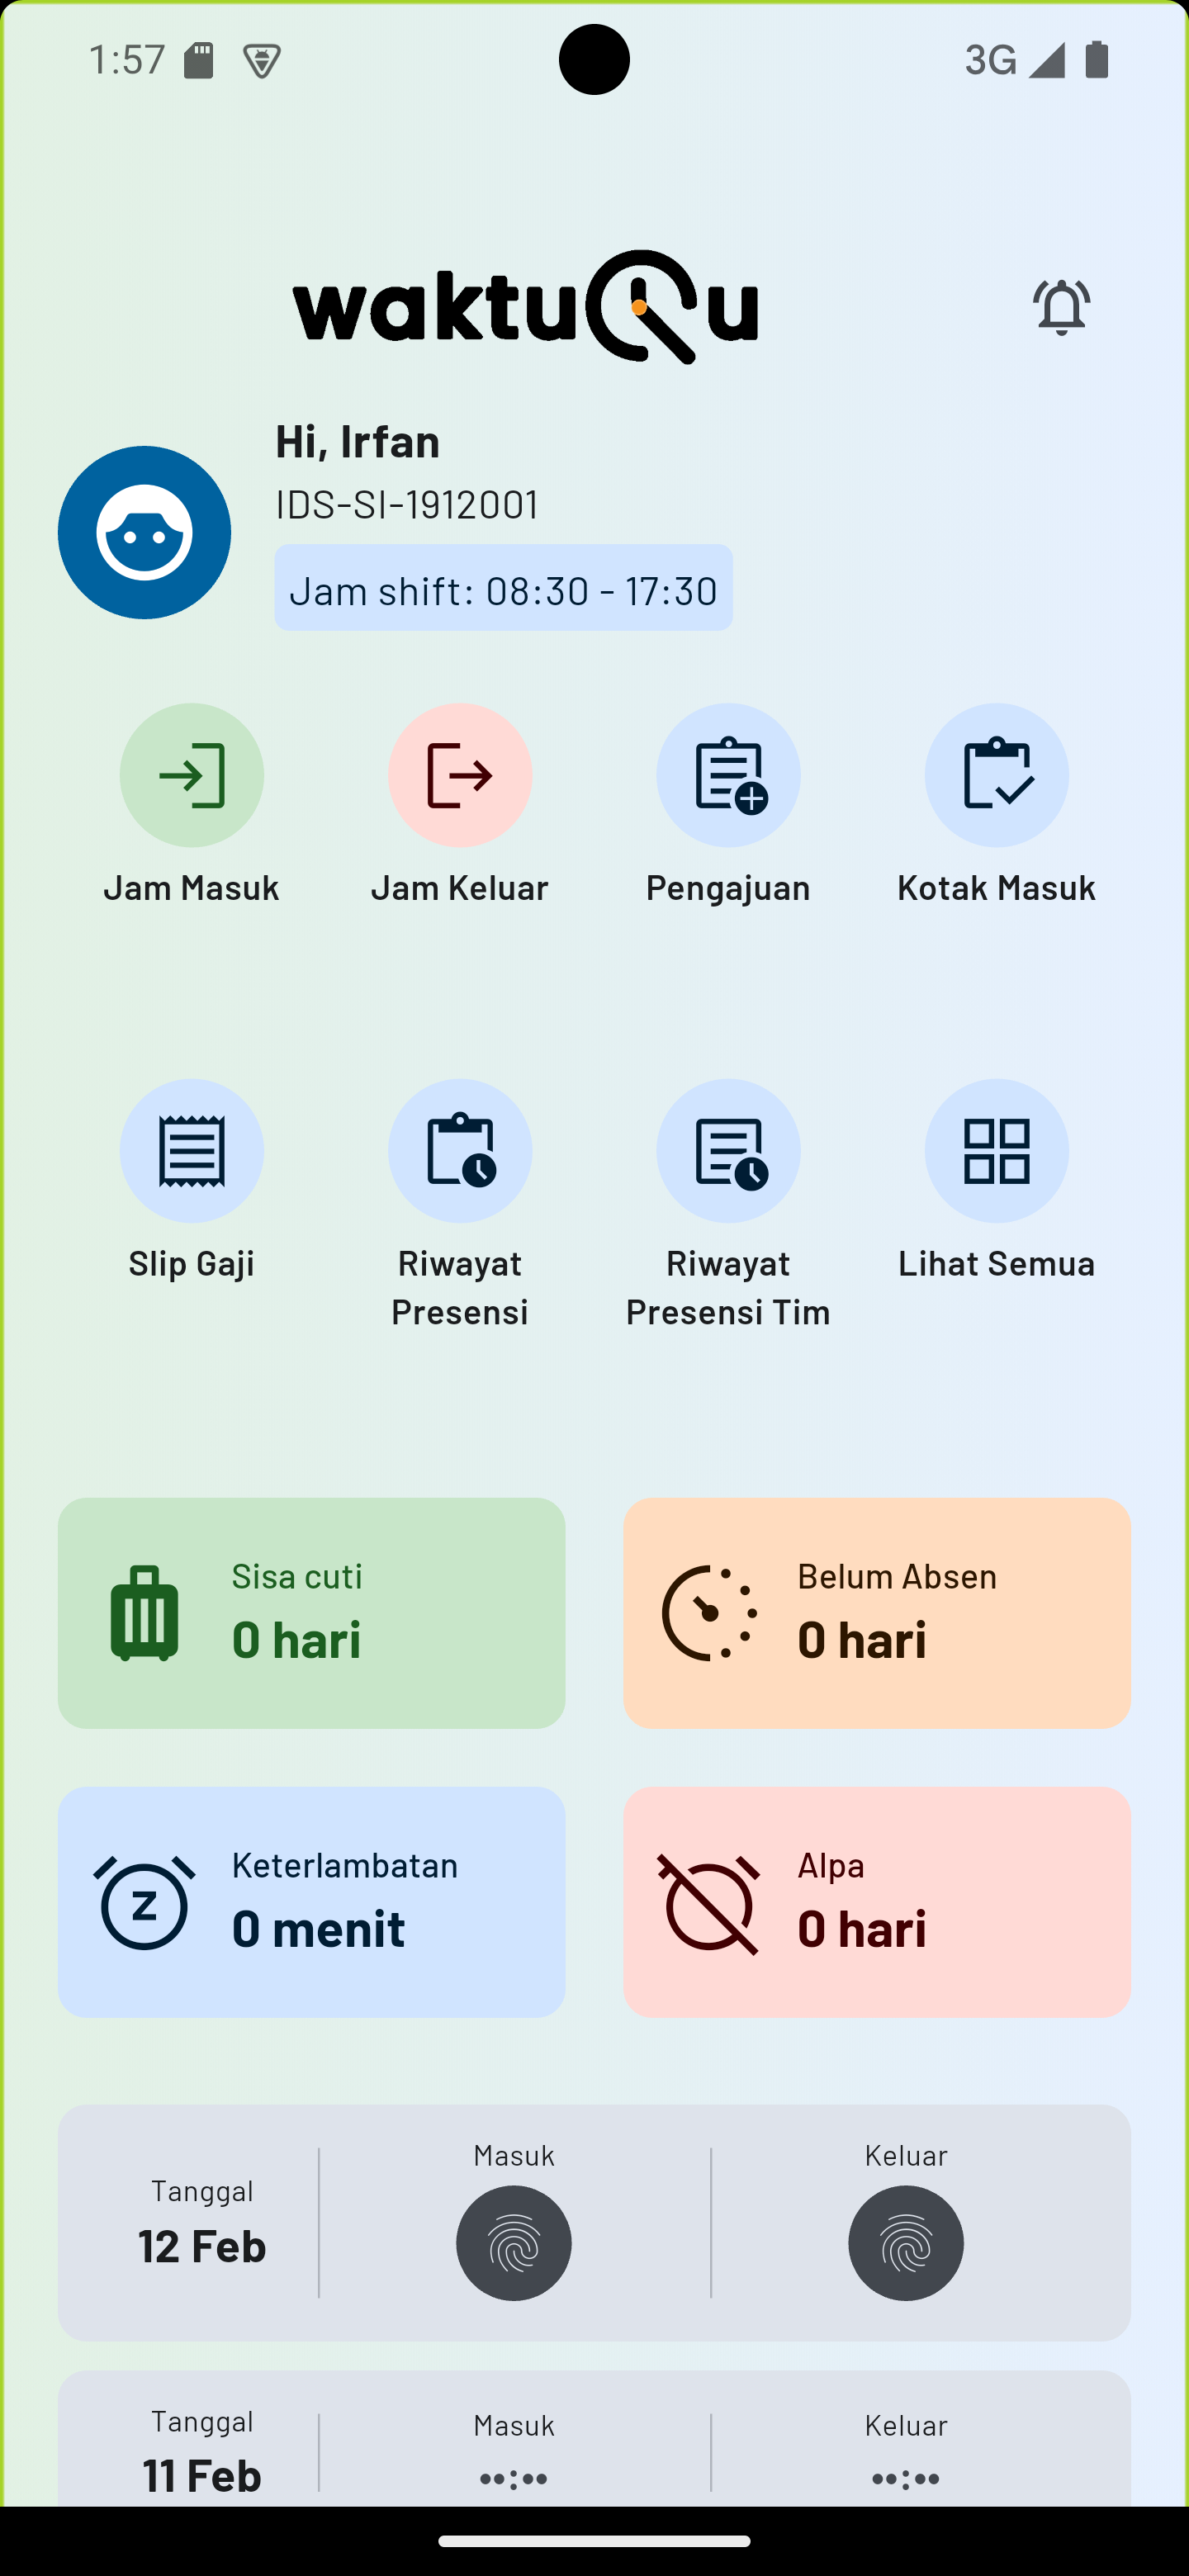 1:57
3G
waktuQu
Hi, Irfan
IDS-SI-1912001
Jam shift: 08:30 - 17:30
Jam Masuk
Jam Keluar
Pengajuan
Kotak Masuk
Slip Gaji
Riwayat
Presensi
Riwayat
Presensi Tim
Lihat Semua
Sisa cuti
0 hari
Belum Absen
0 hari
Keterlambatan
0 menit
Alpa
0 hari
Tanggal
12 Feb
Masuk
Keluar
Tanggal
11 Feb
Masuk
••:••
Keluar
••:••